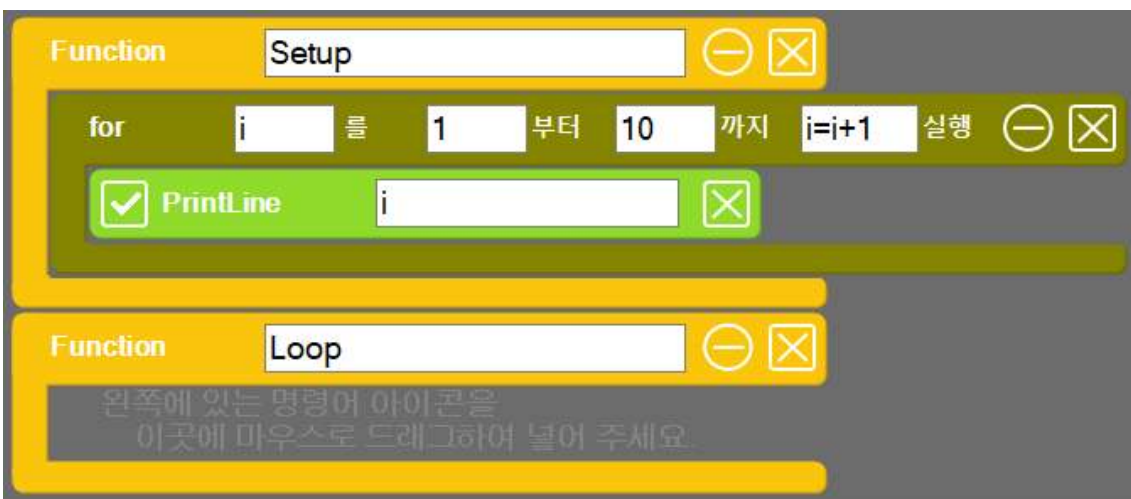 Function Setup
for i 를 1 부터 10 까지 i=i+1 실행
PrintLine i
Function Loop
왼쪽에 있는 명령어 아이콘을
이곳에 마우스로 드래그하여 넣어 주세요.